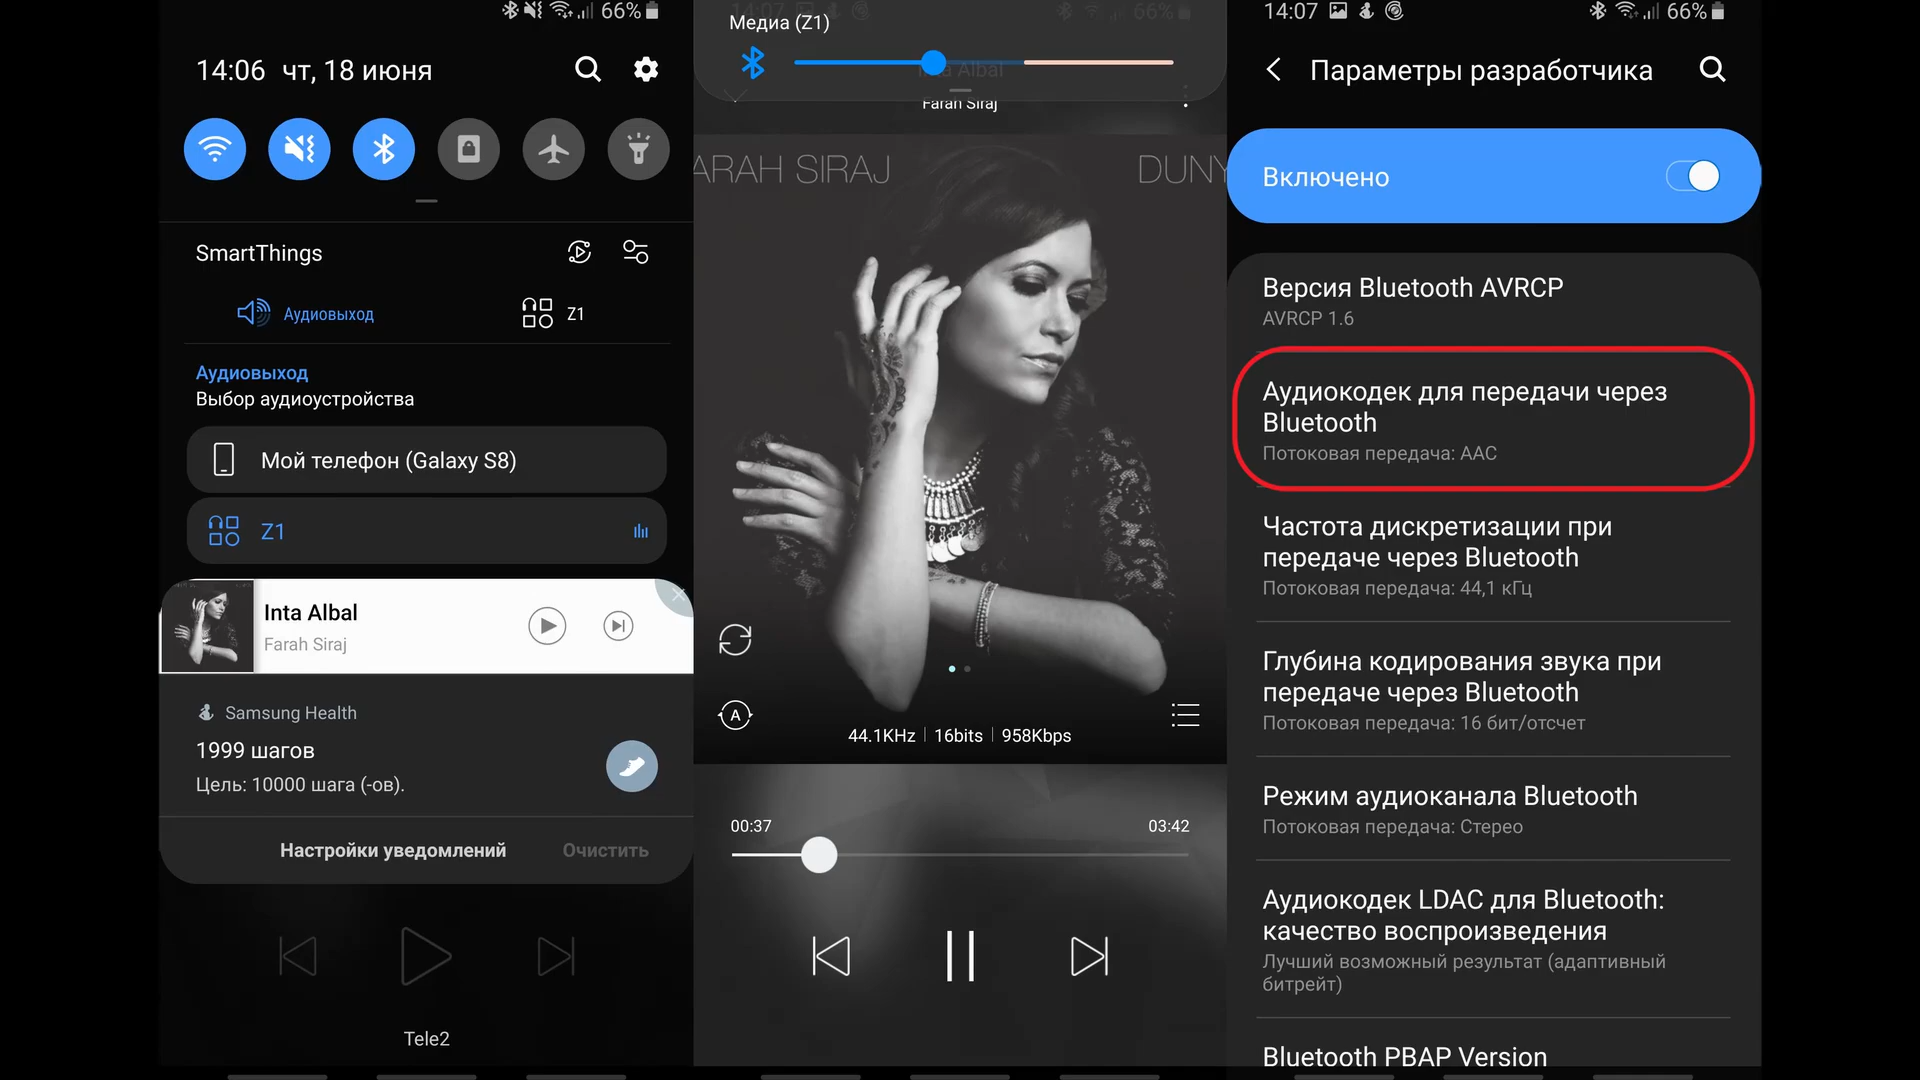 66%
14:06 чт, 18 июня
SmartThings
Аудиовыход
Z1
Аудиовыход
Выбор аудиоустройства
Мой телефон (Galaxy S8)
Z1
Inta Albal
Farah Siraj
Samsung Health
1999 шагов
Цель: 10000 шага (-ов).
Настройки уведомлений
Очистить
Tele2
14:07
66%
Медиа (Z1)
Inta Albal
Farah Siraj
ARAH SIRAJ
DUNY
A
44.1KHz | 16bits | 958Kbps
00:37
03:42
14:07
66%
Параметры разработчика
Включено
Версия Bluetooth AVRCP
AVRCP 1.6
Аудиокодек для передачи через
Bluetooth
Потоковая передача: AAC
Частота дискретизации при
передаче через Bluetooth
Потоковая передача: 44,1 кГц
Глубина кодирования звука при
передаче через Bluetooth
Потоковая передача: 16 бит/отсчет
Режим аудиоканала Bluetooth
Потоковая передача: Стерео
Аудиокодек LDAC для Bluetooth:
качество воспроизведения
Лучший возможный результат (адаптивный
битрейт)
Bluetooth PBAP Version